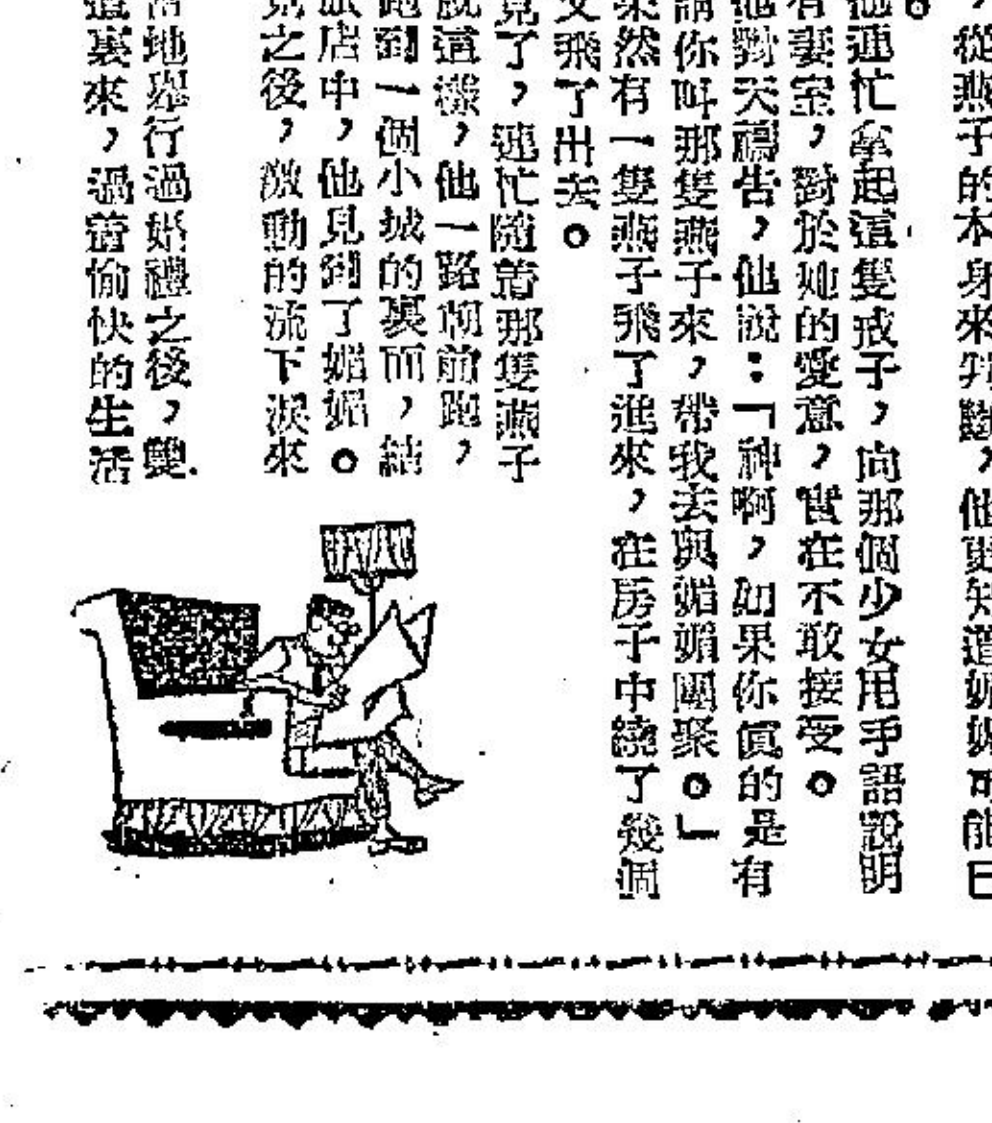 ，從燕子的本身來判斷，他更知道媚媚可能已
。
他連忙拿起這隻戒子，向那個少女用手語說明
有妻室，對於她的愛意，實在不敢接受。
他對天禱告，他說：「神啊，如果你真的是有
請你叫那隻燕子來，帶我去與媚媚團聚。」
果然有一隻燕子飛了進來，在房子中繞了幾個
又飛了出去。
見了，連忙隨着那隻燕子
就這樣，他一路朝前跑，
跑到一個小城的裏面，結
旅店中，他見到了媚媚。
見之後，激動的流下淚來
地舉行過婚禮之後，雙
這裏來，過着愉快的生活